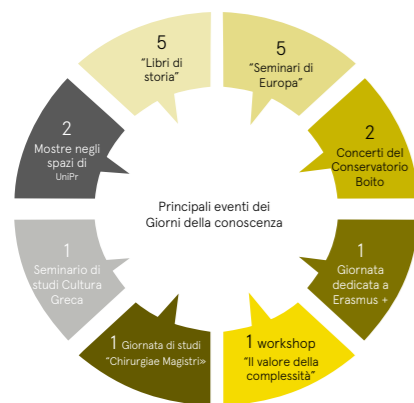 5
"Libri di
storia"
5
"Seminari di
Europa"
2
Mostre negli
spazi di
UniPr
2
Concerti del
Conservatorio
Boito
Principali eventi dei
Giorni della conoscenza
1
Seminario di
studi Cultura
Greca
1
Giornata
dedicata a
Erasmus +
1 Giornata di studi
"Chirurgiae Magistri»
1 workshop
"Il valore della
complessità"